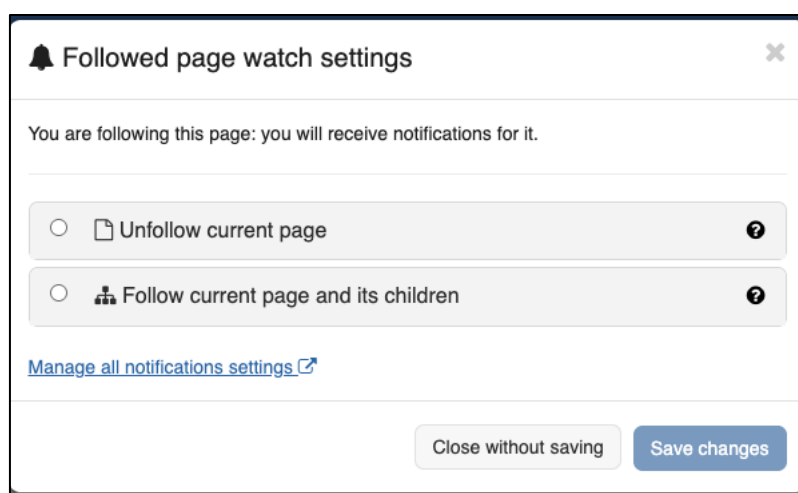 Followed page watch settings
You are following this page: you will receive notifications for it.
Unfollow current page
Follow current page and its children
Manage all notifications settings
Close without saving
Save changes